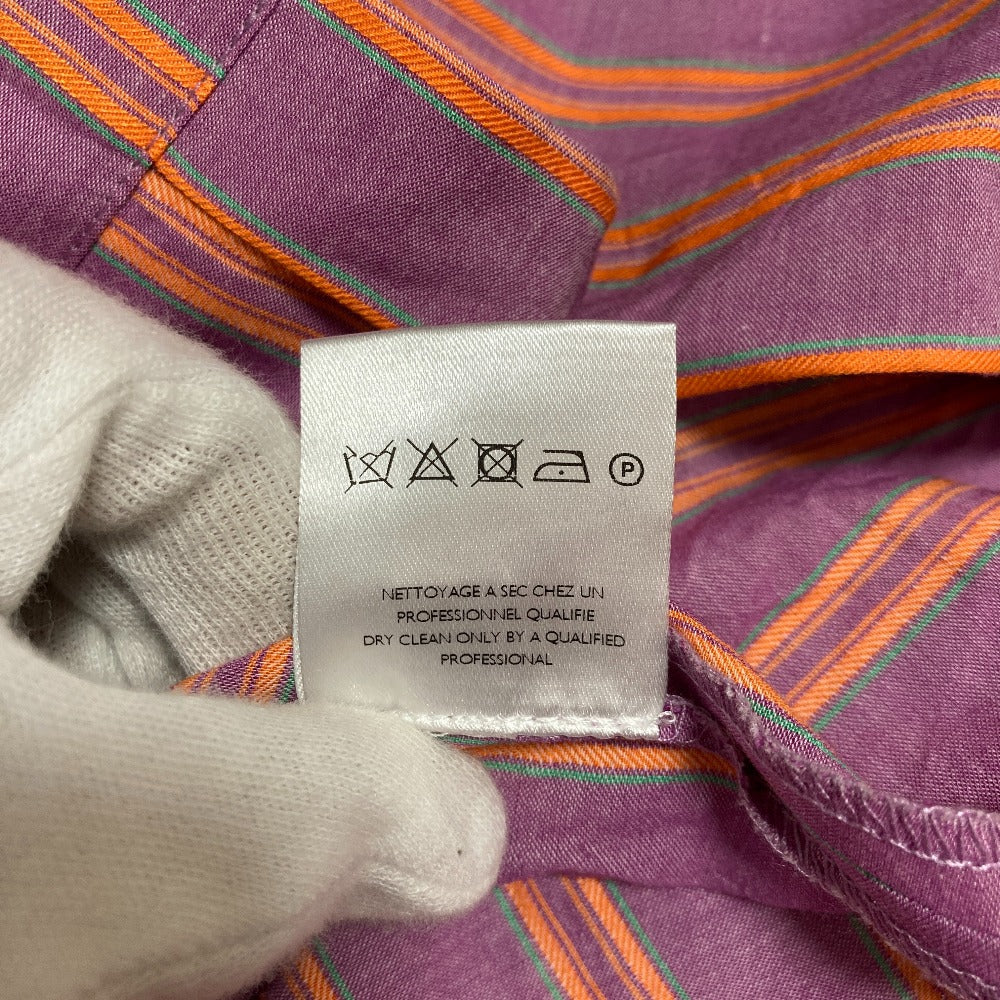 P
NETTOYAGE A SEC CHEZ UN
PROFESSIONNEL QUALIFIE
DRY CLEAN ONLY BY A QUALIFIED
PROFESSIONAL